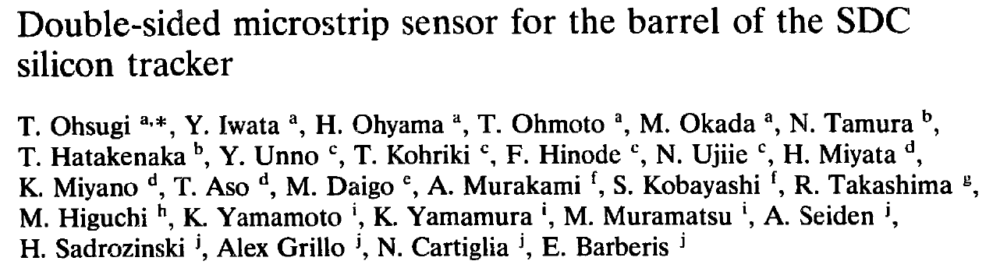 Double-sided microstrip sensor for the barrel of the SDC
silicon tracker
T. Ohsugi a,*, Y. Iwata a, H. Ohyama a, T. Ohmoto a, M. Okada a, N. Tamura b,
T. Hatakenaka b, Y. Unno c, T. Kohriki c, F. Hinode c, N. Ujiie c, H. Miyata d,
K. Miyano d, T. Aso d, M. Daigo e, A. Murakami f, S. Kobayashi f, R. Takashima g,
M. Higuchi h, K. Yamamoto i, K. Yamamura i, M. Muramatsu i, A. Seiden j,
H. Sadrozinski j, Alex Grillo j, N. Cartiglia j, E. Barberis j